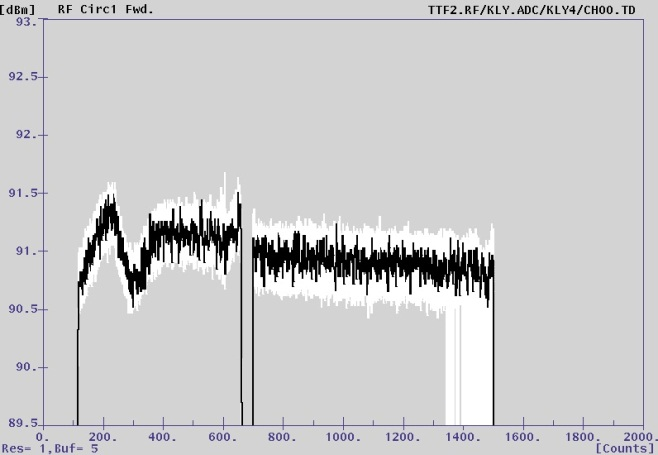 [dBm] RF Circ1 Fwd. TTF2.RF/KLY.ADC/KLY4/CH00.TD
93.
92.5
92.
91.5
91.
90.5
90.
89.5
0. 200. 400. 600. 800. 1000. 1200. 1400. 1600. 1800. 2000.
Res= 1,Buf= 5 [Counts]